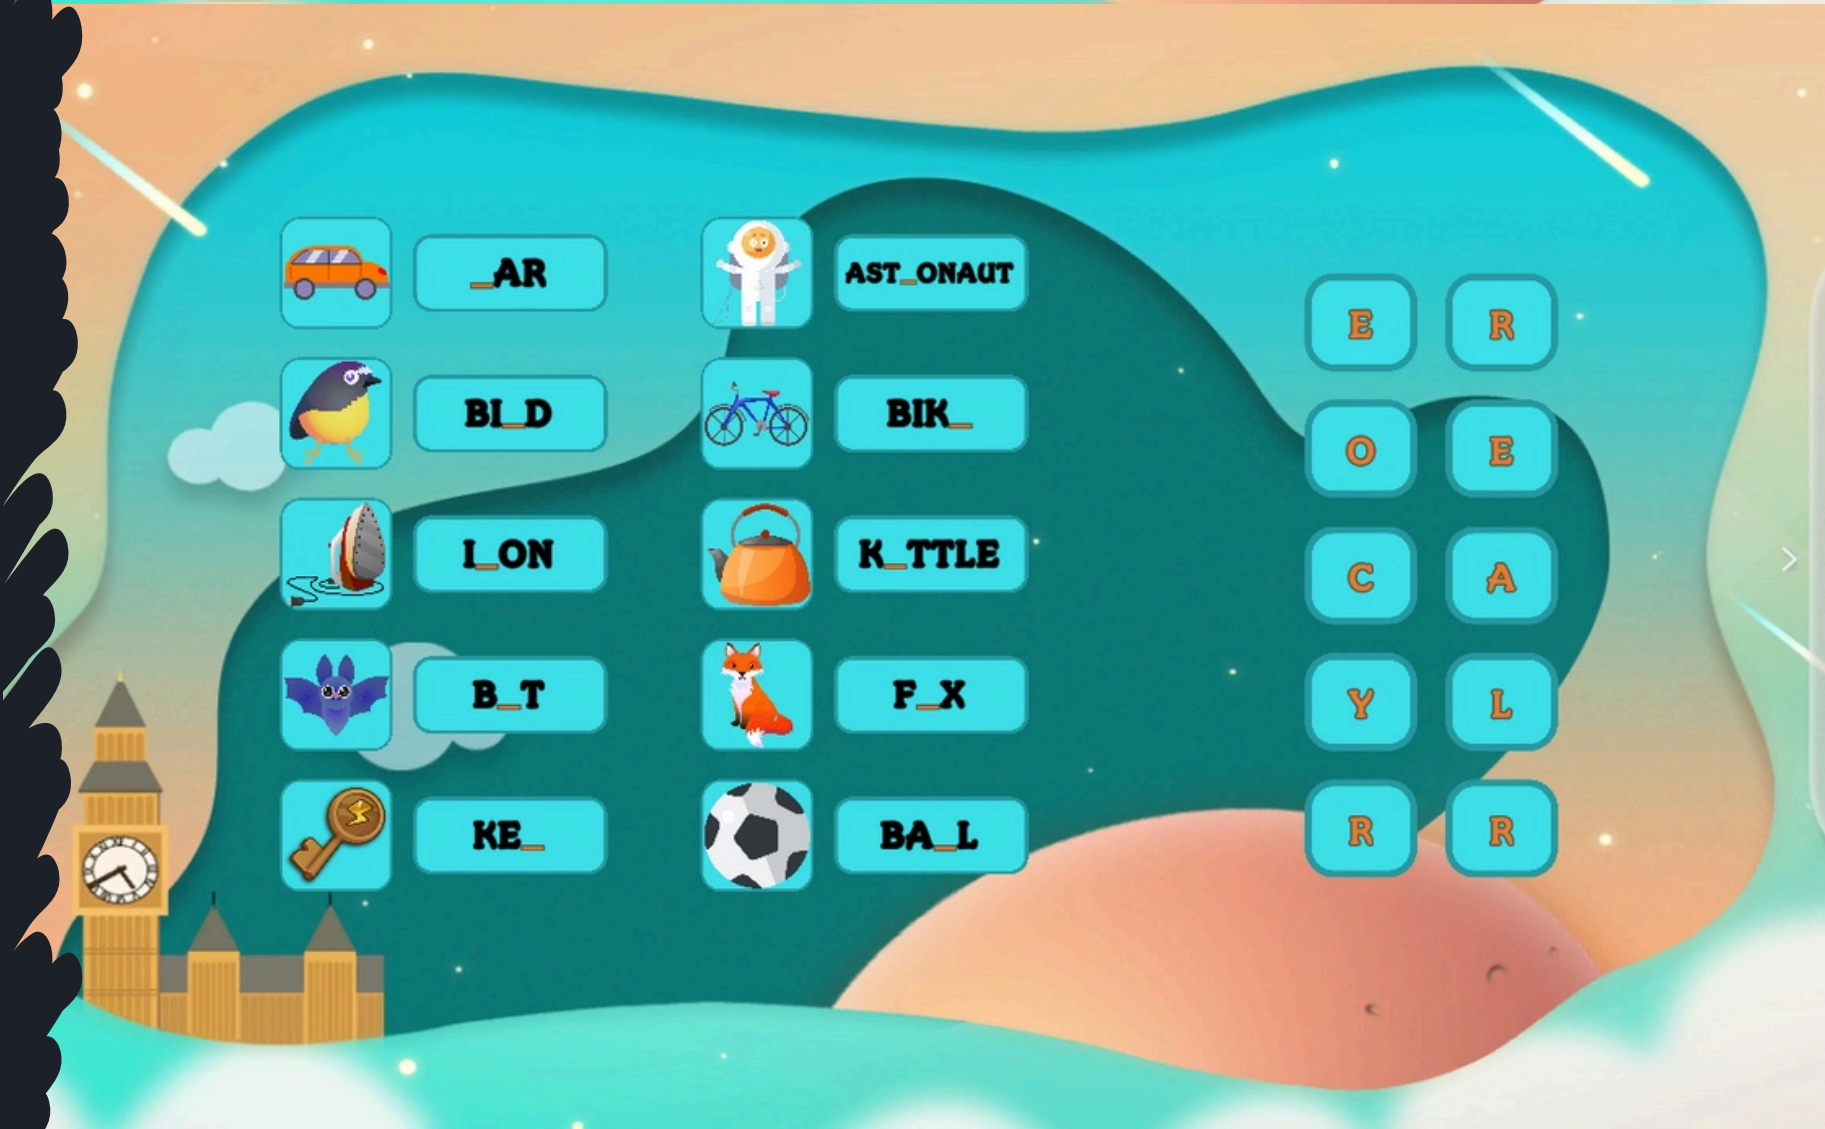 _AR
AST_ONAUT
BI_D
BIK_
I_ON
K_TTLE
B_T
F_X
KE_
BA_L
E R
O E
C A
Y L
R R